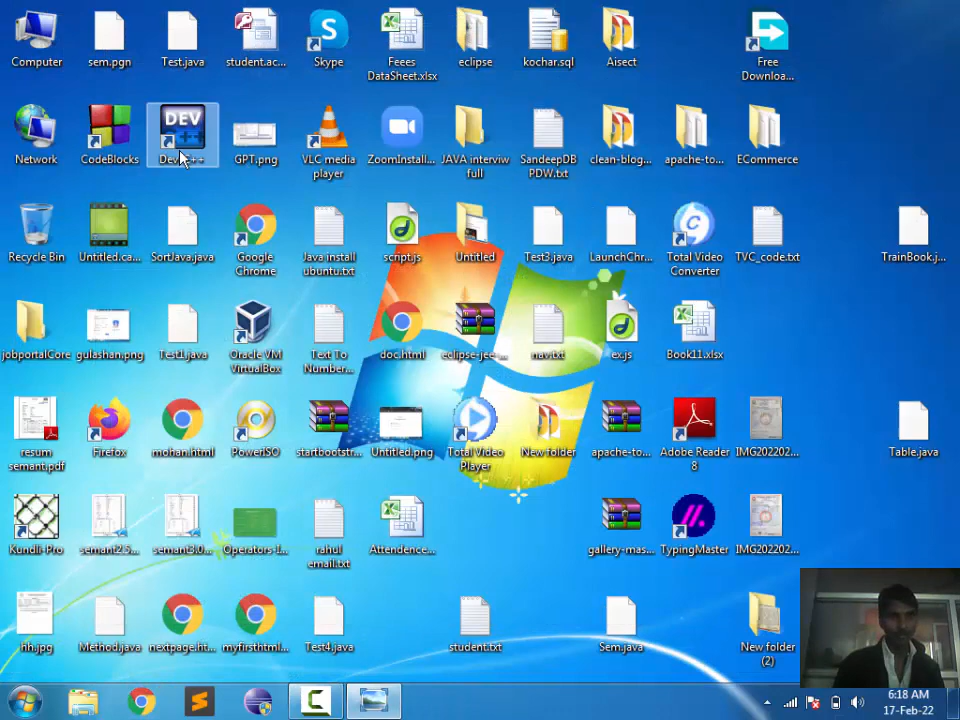 Computer
sem.pgn
Test.java
student.ac...
Skype
Feees
DataSheet.xlsx
eclipse
kochar.sql
Aisect
Free
Downloa...
Network
CodeBlocks
DEV
C++
GPT.png
VLC media
player
ZoomInstall...
JAVA interviw
full
SandeepDB
PDW.txt
clean-blog...
apache-to...
ECommerce
Recycle Bin
Untitled.ca...
SortJava.java
Google
Chrome
Java install
ubuntu.txt
script.js
Untitled
Test3.java
LaunchChr...
Total Video
Converter
TVC_code.txt
TrainBook.j...
jobportalCore
gulashan.png
Test1.java
Oracle VM
VirtualBox
Text To
Number...
doc.html
eclipse-jee-...
nav.txt
ex.js
Book11.xlsx
resum
semant.pdf
Firefox
mohan.html
PowerISO
startbootstr...
Untitled.png
Total Video
Player
New folder
apache-to...
Adobe Reader
8
IMG202202...
Table.java
Kundli-Pro
semant2.5...
semant3.0...
Operators-I...
rahul
email.txt
Attendence...
gallery-mas...
TypingMaster
IMG202202...
hh.jpg
Method.java
nextpage.ht...
myfirsthtml...
Test4.java
student.txt
Sem.java
New folder
(2)
6:18 AM
17-Feb-22